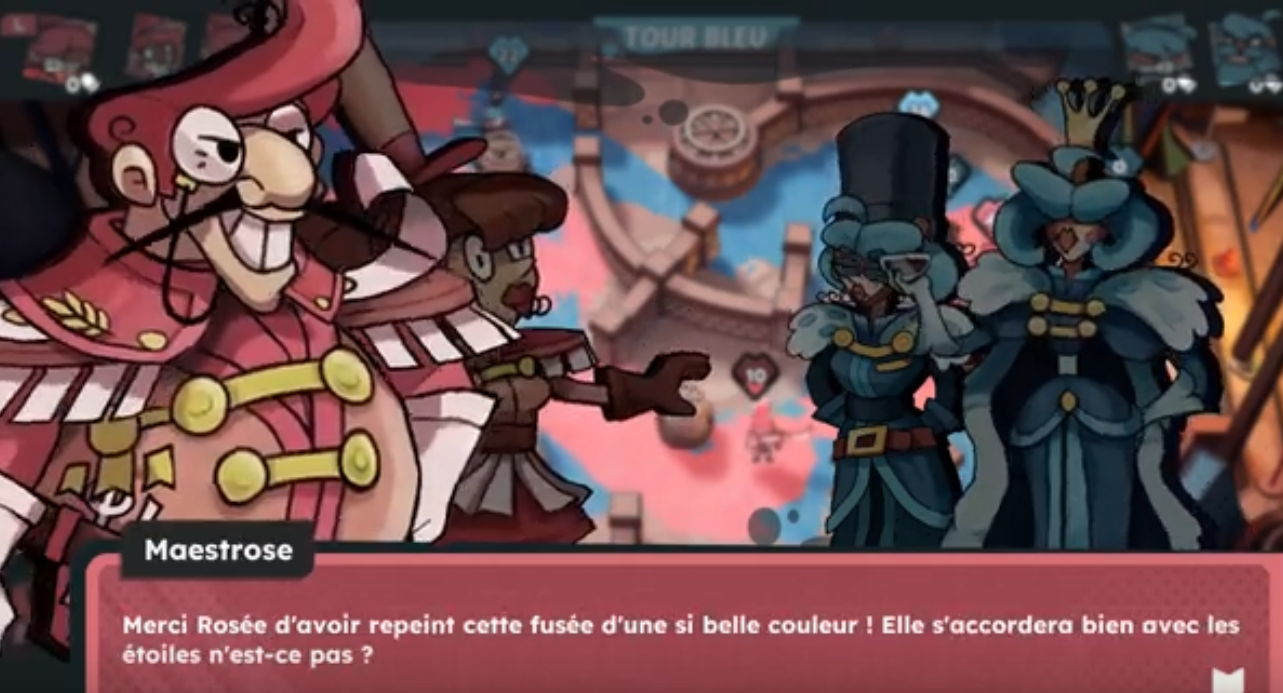 TOUR BLEU
10
Maestrose
Merci Rosée d'avoir repeint cette fusée d'une si belle couleur ! Elle s'accordera bien avec les
étoiles n'est-ce pas ?